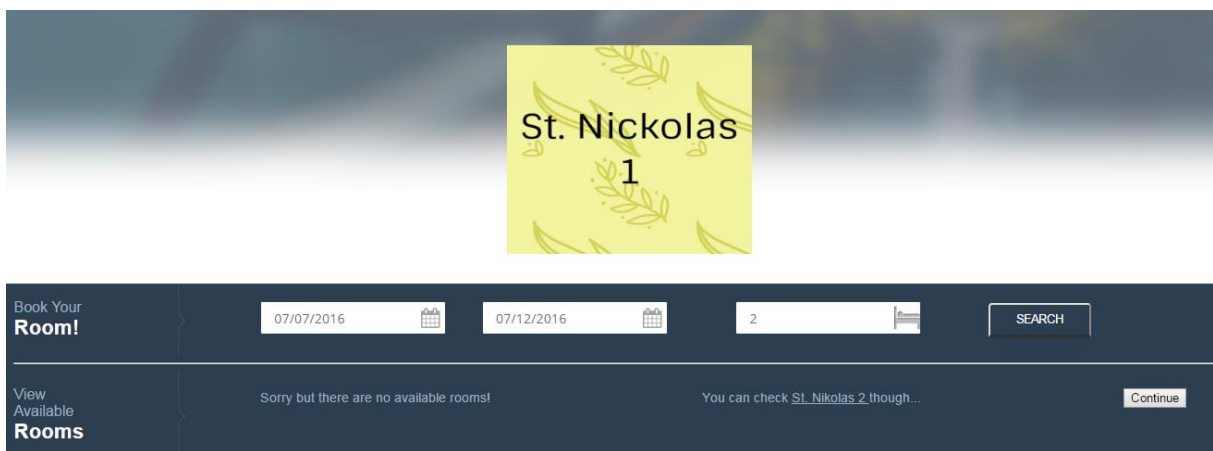 St. Nickolas
1
Book Your
Room!
07/07/2016
07/12/2016
2
SEARCH
View
Available
Rooms
Sorry but there are no available rooms!
You can check St. Nikolas 2 though...
Continue